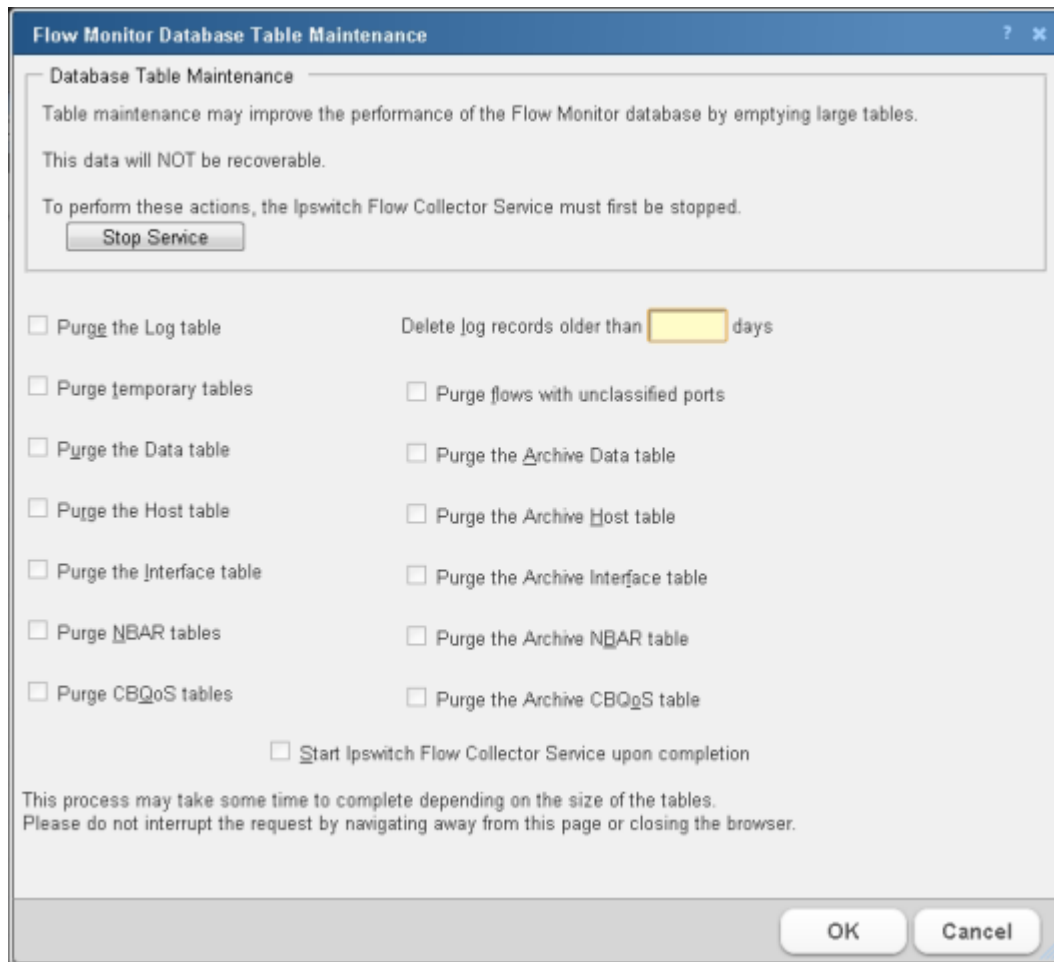 Flow Monitor Database Table Maintenance ? ×
Database Table Maintenance
Table maintenance may improve the performance of the Flow Monitor database by emptying large tables.
This data will NOT be recoverable.
To perform these actions, the Ipswitch Flow Collector Service must first be stopped.
Stop Service
Purge the Log table
Delete log records older than days
Purge temporary tables
Purge flows with unclassified ports
Purge the Data table
Purge the Archive Data table
Purge the Host table
Purge the Archive Host table
Purge the Interface table
Purge the Archive Interface table
Purge NBAR tables
Purge the Archive NBAR table
Purge CBQoS tables
Purge the Archive CBQoS table
Start Ipswitch Flow Collector Service upon completion
This process may take some time to complete depending on the size of the tables.
Please do not interrupt the request by navigating away from this page or closing the browser.
OK
Cancel